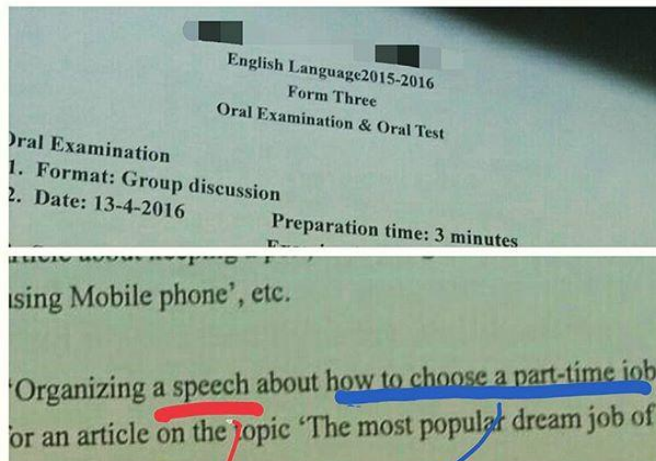 English Language2015-2016
Form Three
Oral Examination & Oral Test
Oral Examination
1. Format: Group discussion
2. Date: 13-4-2016
Preparation time: 3 minutes
using Mobile phone’, etc.
‘Organizing a speech about how to choose a part-time job
or an article on the topic ‘The most popular dream job of